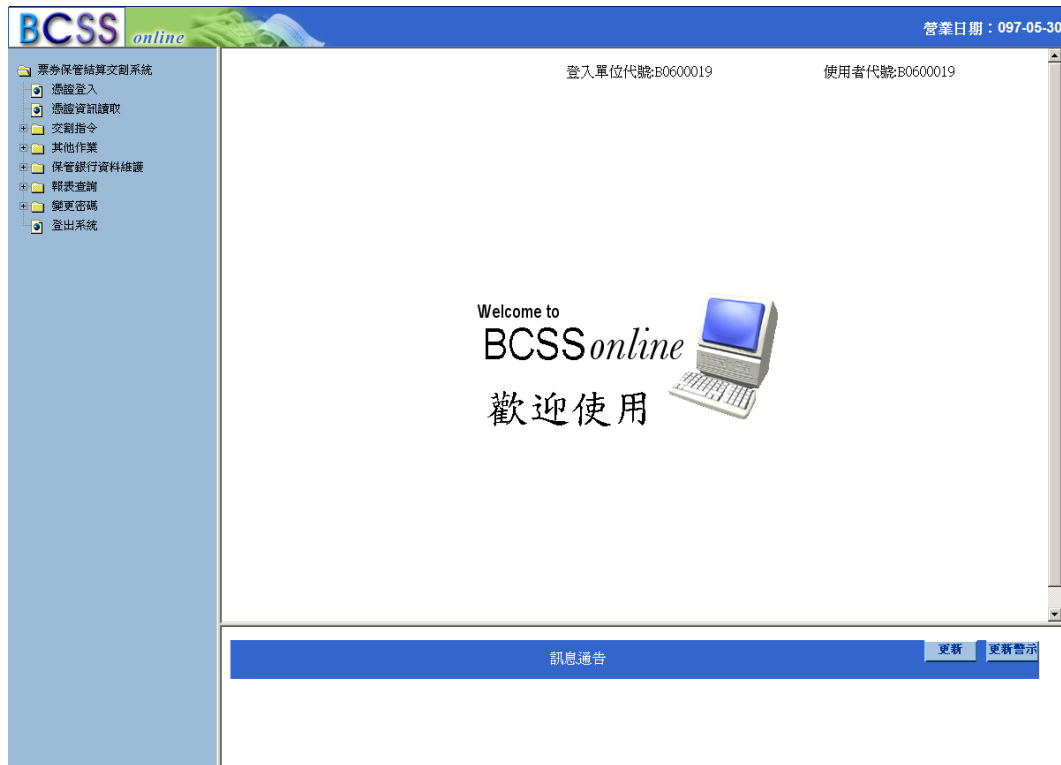 BCSS online
營業日期：097-05-30
票券保管結算交割系統
憑證登入
憑證資訊讀取
交割指令
其他作業
保管銀行資料維護
報表查詢
變更密碼
登出系統
登入單位代號:B0600019 使用者代號:B0600019
Welcome to
BCSS online
歡迎使用
訊息通告
更新 更新警示